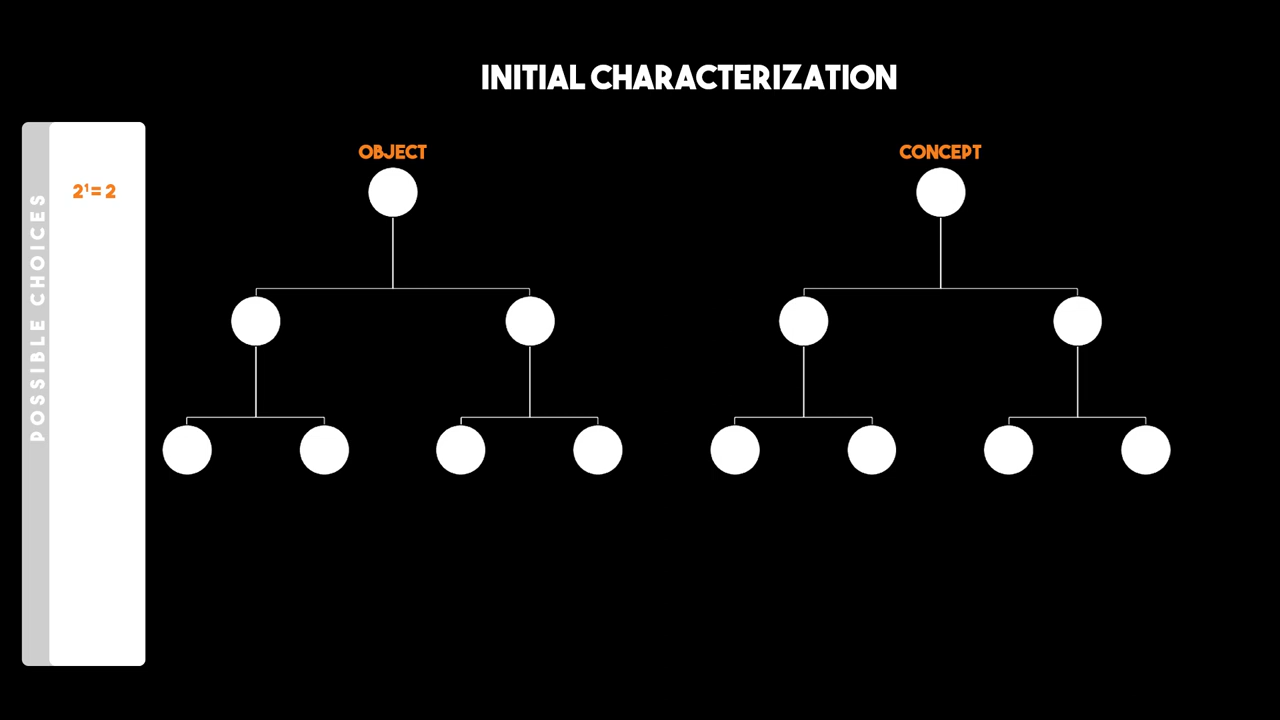 INITIAL CHARACTERIZATION
OBJECT
CONCEPT
2¹= 2
POSSIBLE CHOICES